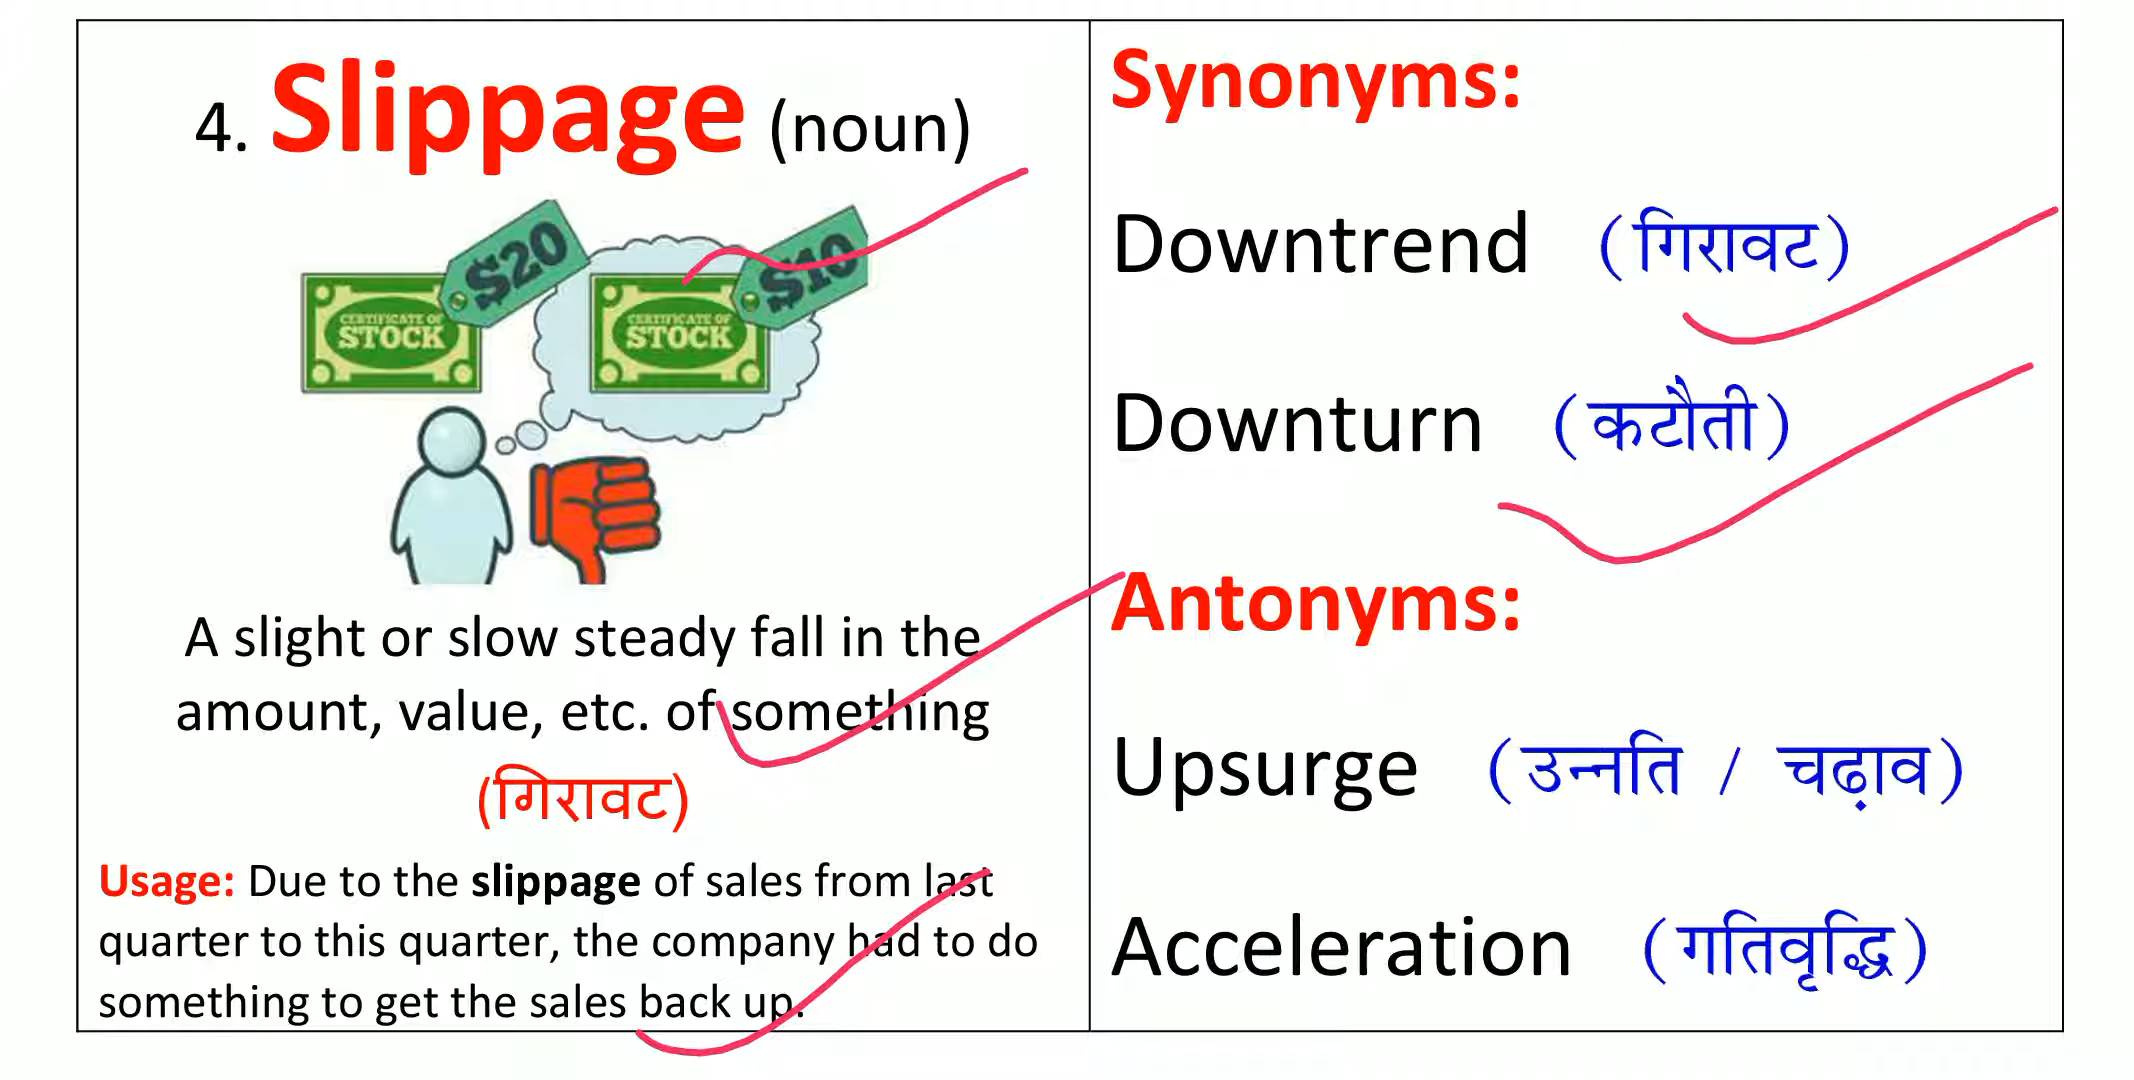 4. Slippage (noun)
$20
$10
CERTIFICATE OF
STOCK
CERTIFICATE OF
STOCK
A slight or slow steady fall in the
amount, value, etc. of something
(गिरावट)
Usage: Due to the slippage of sales from last
quarter to this quarter, the company had to do
something to get the sales back up.
Synonyms:
Downtrend (गिरावट)
Downturn (कटौती)
Antonyms:
Upsurge (उन्नति / चढ़ाव)
Acceleration (गतिवृद्धि)